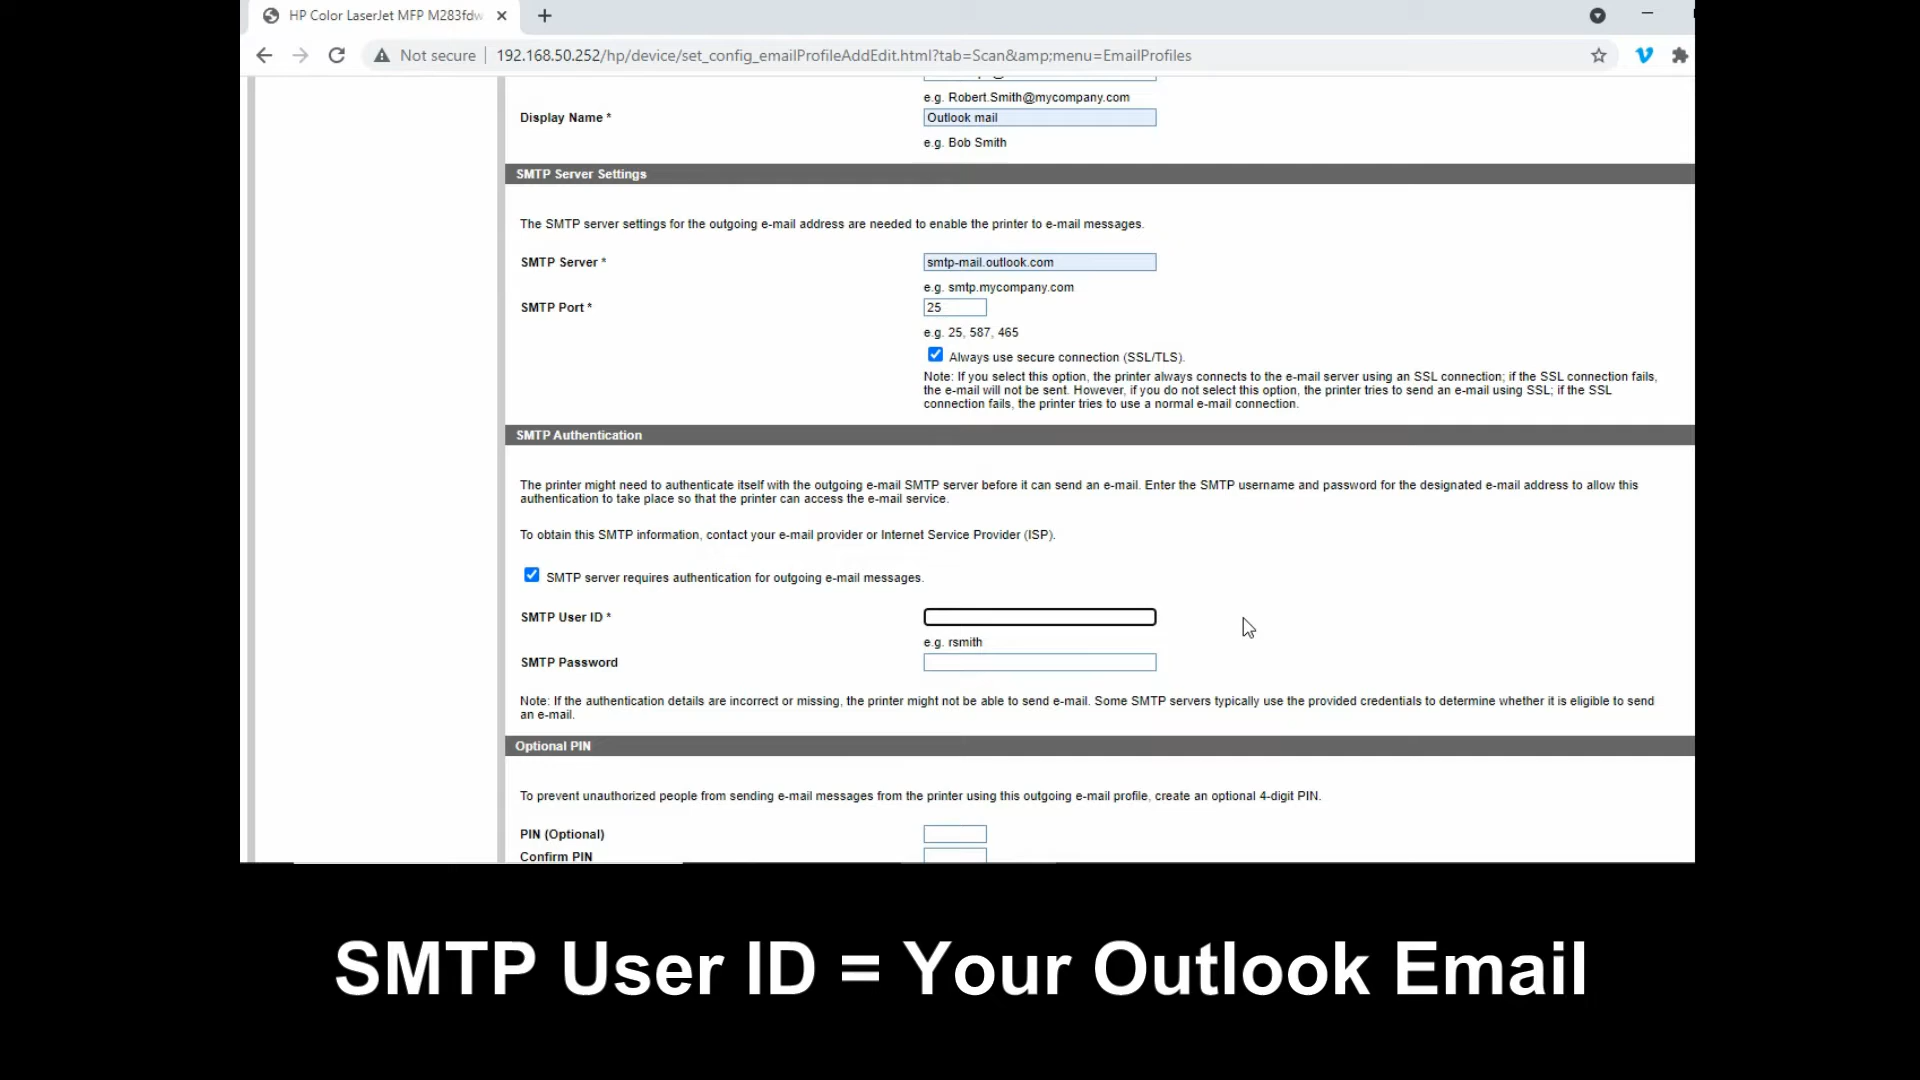 HP Color LaserJet MFP M283fdw
Not secure
192.168.50.252/hp/device/set_config_emailProfileAddEdit.html?tab=Scan&amp;menu=EmailProfiles
e.g. Robert.Smith@mycompany.com
Display Name * Outlook mail
e.g. Bob Smith
SMTP Server Settings
The SMTP server settings for the outgoing e-mail address are needed to enable the printer to e-mail messages.
SMTP Server * smtp-mail.outlook.com
e.g. smtp.mycompany.com
SMTP Port * 25
e.g. 25, 587, 465
Always use secure connection (SSL/TLS).
Note: If you select this option, the printer always connects to the e-mail server using an SSL connection; if the SSL connection fails,
the e-mail will not be sent. However, if you do not select this option, the printer tries to send an e-mail using SSL; if the SSL
connection fails, the printer tries to use a normal e-mail connection.
SMTP Authentication
The printer might need to authenticate itself with the outgoing e-mail SMTP server before it can send an e-mail. Enter the SMTP username and password for the designated e-mail address to allow this
authentication to take place so that the printer can access the e-mail service.
To obtain this SMTP information, contact your e-mail provider or Internet Service Provider (ISP).
SMTP server requires authentication for outgoing e-mail messages.
SMTP User ID *
e.g. rsmith
SMTP Password
Note: If the authentication details are incorrect or missing, the printer might not be able to send e-mail. Some SMTP servers typically use the provided credentials to determine whether it is eligible to send
an e-mail.
Optional PIN
To prevent unauthorized people from sending e-mail messages from the printer using this outgoing e-mail profile, create an optional 4-digit PIN.
PIN (Optional)
Confirm PIN
SMTP User ID = Your Outlook Email